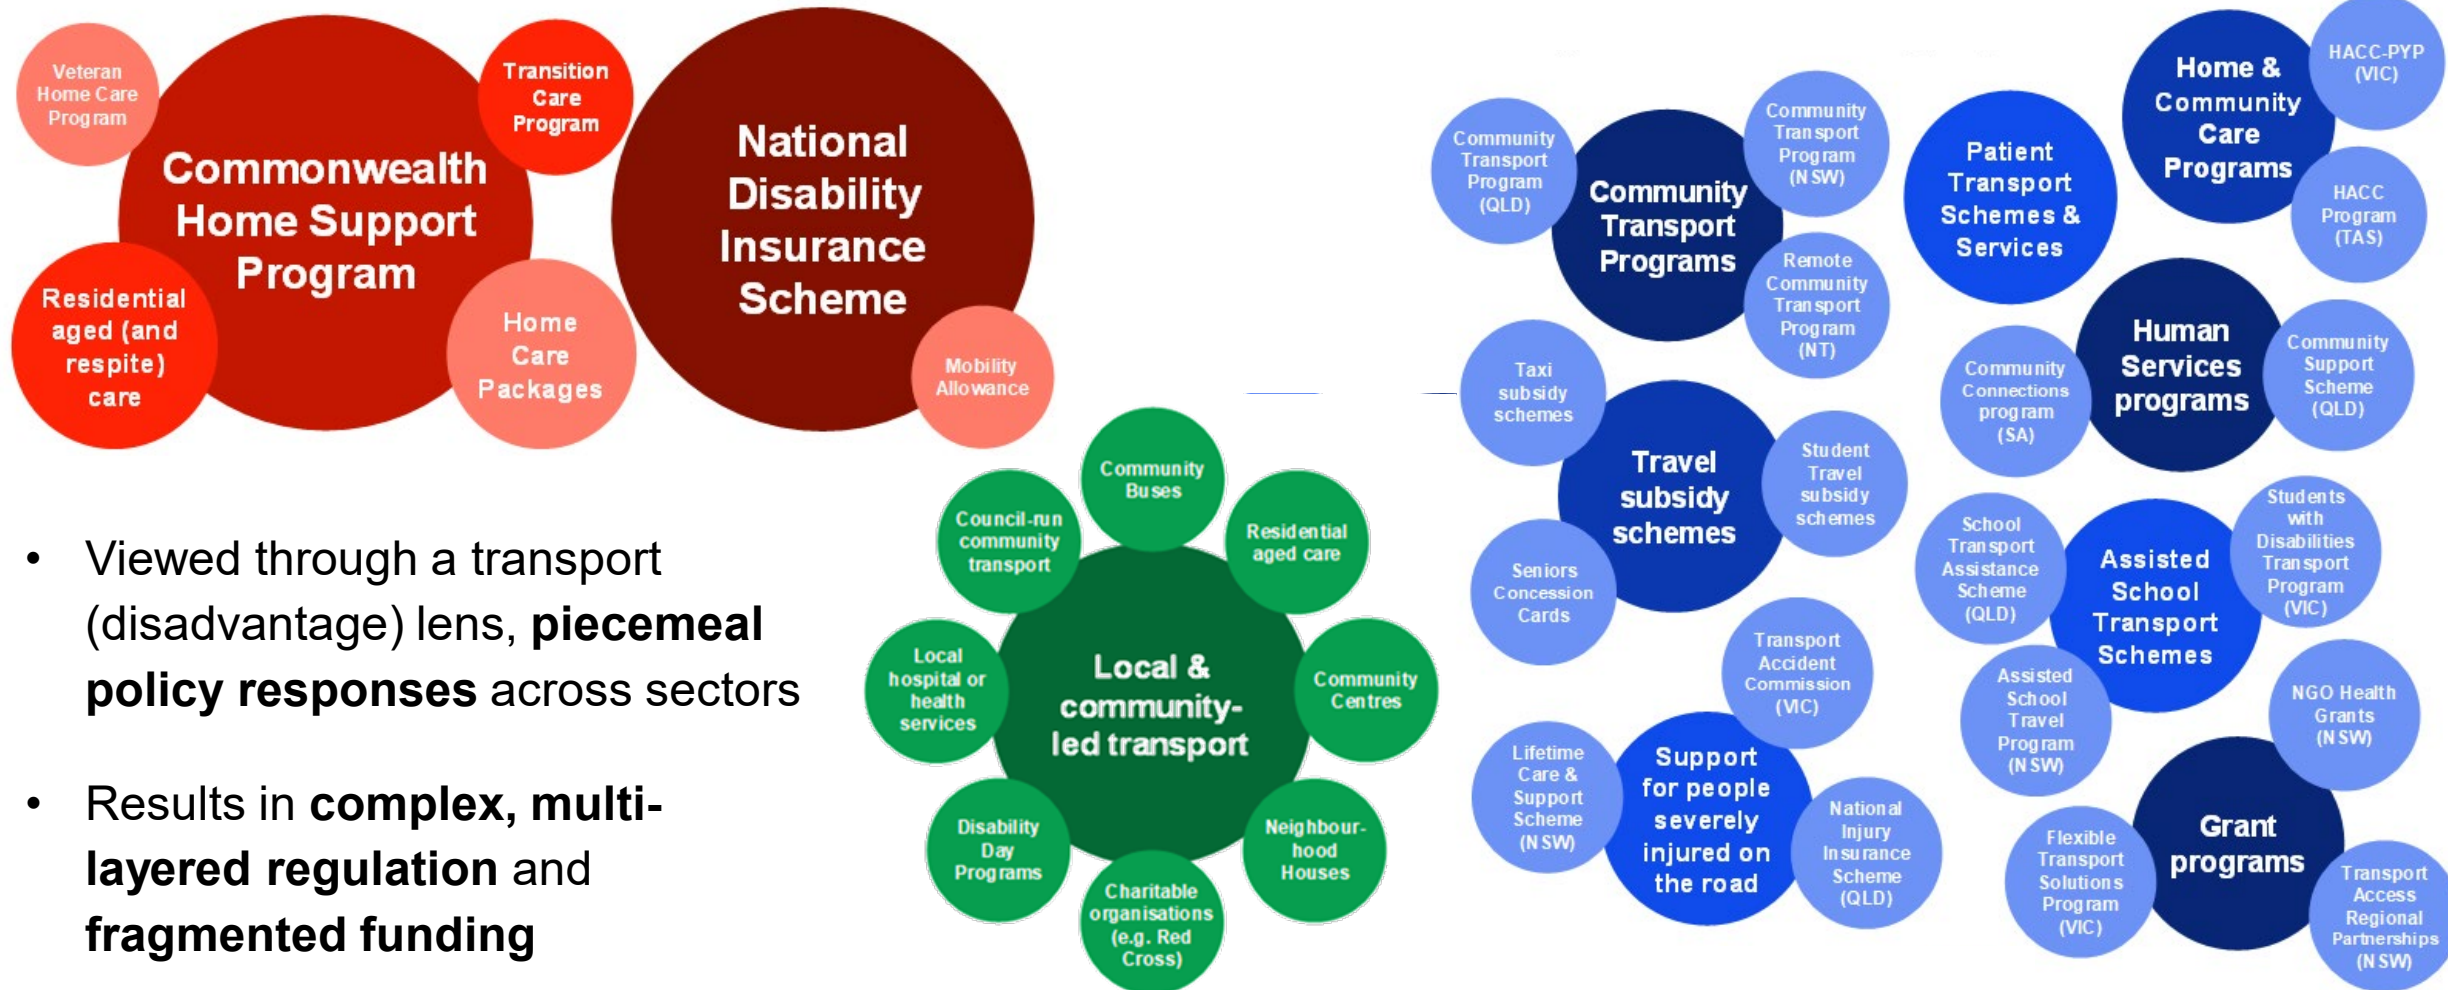 Veteran
Home Care
Program
Commonwealth
Home Support
Program
Transition
Care
Program
Residential
aged (and
respite)
care
Home
Care
Packages
National
Disability
Insurance
Scheme
Mobility
Allowance
• Viewed through a transport
(disadvantage) lens, piecemeal
policy responses across sectors
• Results in complex, multi-
layered regulation and
fragmented funding
Local &
community-
led transport
Community
Buses
Residential
aged care
Community
Centres
Neighbour-
hood
Houses
Charitable
organisations
(e.g. Red
Cross)
Disability
Day
Programs
Local
hospital or
health
services
Council-run
community
transport
Community
Transport
Programs
Community
Transport
Program
(QLD)
Community
Transport
Program
(NSW)
Remote
Community
Transport
Program
(NT)
Travel
subsidy
schemes
Taxi
subsidy
schemes
Student
Travel
subsidy
schemes
Seniors
Concession
Cards
Support
for people
severely
injured on
the road
Transport
Accident
Commission
(VIC)
Lifetime
Care &
Support
Scheme
(NSW)
National
Injury
Insurance
Scheme
(QLD)
Patient
Transport
Schemes &
Services
Home &
Community
Care
Programs
HACC-PYP
(VIC)
HACC
Program
(TAS)
Human
Services
programs
Community
Connections
program
(SA)
Community
Support
Scheme
(QLD)
Assisted
School
Transport
Schemes
School
Transport
Assistance
Scheme
(QLD)
Students
with
Disabilities
Transport
Program
(VIC)
Assisted
School
Travel
Program
(NSW)
Grant
programs
NGO Health
Grants
(NSW)
Flexible
Transport
Solutions
Program
(VIC)
Transport
Access
Regional
Partnerships
(NSW)